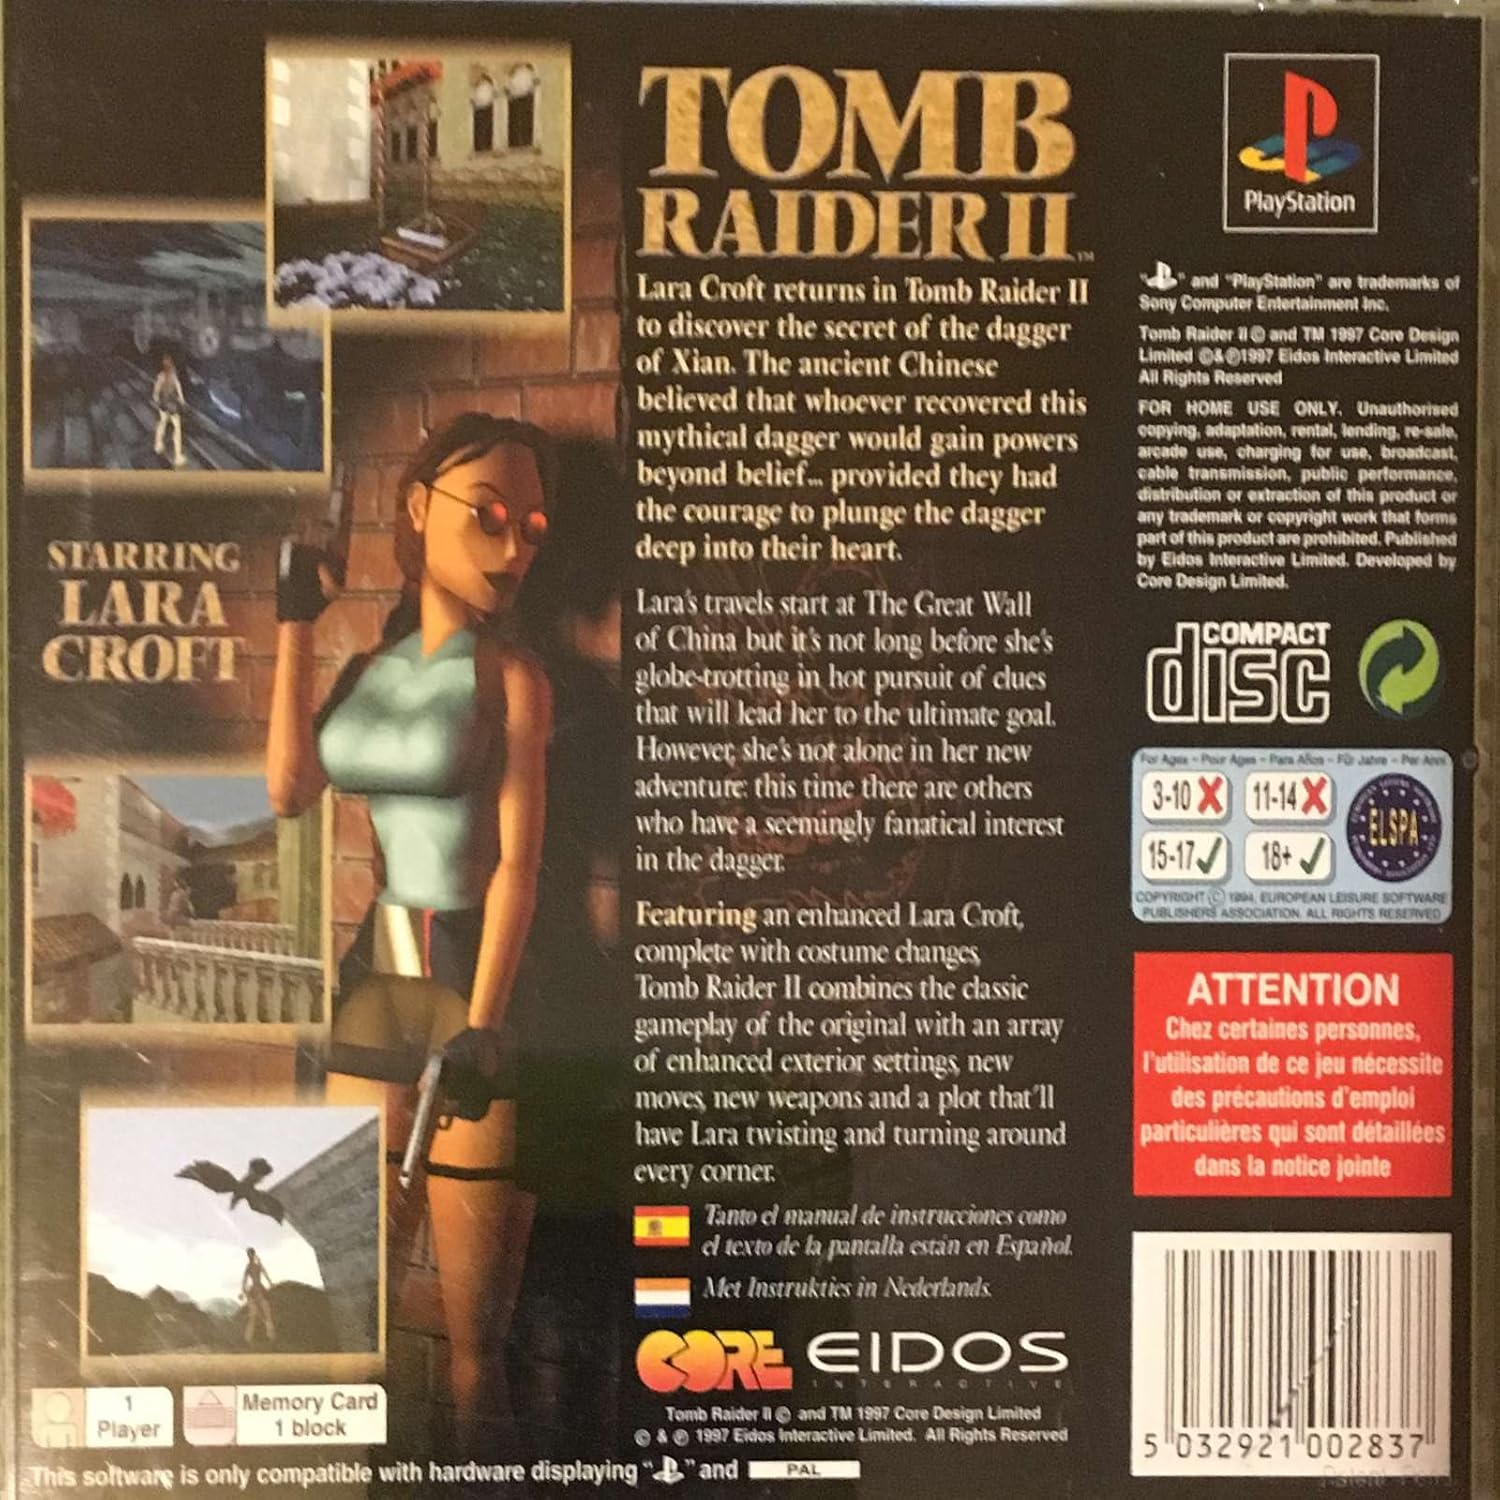 TOMB
RAIDER II™
Lara Croft returns in Tomb Raider II
to discover the secret of the dagger
of Xian. The ancient Chinese
believed that whoever recovered this
mythical dagger would gain powers
beyond belief... provided they had
the courage to plunge the dagger
deep into their heart.
Lara's travels start at The Great Wall
of China but it's not long before she's
globe-trotting in hot pursuit of clues
that will lead her to the ultimate goal.
However, she's not alone in her new
adventure: this time there are others
who have a seemingly fanatical interest
in the dagger.
Featuring an enhanced Lara Croft,
complete with costume changes,
Tomb Raider II combines the classic
gameplay of the original with an array
of enhanced exterior settings, new
moves, new weapons and a plot that'll
have Lara twisting and turning around
every corner.
Tanto el manual de instrucciones como
el texto de la pantalla están en Español.
Met Instrukties in Nederlands.
CORE EIDOS
INTERACTIVE
Tomb Raider II © and TM 1997 Core Design Limited
© & ℗ 1997 Eidos Interactive Limited. All Rights Reserved
STARRING
LARA
CROFT
1
Player
Memory Card
1 block
This software is only compatible with hardware displaying "PS" and PAL
PlayStation
"PS" and "PlayStation" are trademarks of
Sony Computer Entertainment Inc.
Tomb Raider II © and TM 1997 Core Design
Limited ©&℗1997 Eidos Interactive Limited
All Rights Reserved
FOR HOME USE ONLY. Unauthorised
copying, adaptation, rental, lending, re-sale,
arcade use, charging for use, broadcast,
cable transmission, public performance,
distribution or extraction of this product or
any trademark or copyright work that forms
part of this product are prohibited. Published
by Eidos Interactive Limited. Developed by
Core Design Limited.
COMPACT
disc
For Ages - Pour Ages - Para Años - Für Jahre - Per Anni
3-10 11-14
15-17 18+
ELSPA
COPYRIGHT © 1994, EUROPEAN LEISURE SOFTWARE
PUBLISHERS ASSOCIATION. ALL RIGHTS RESERVED
ATTENTION
Chez certaines personnes,
l'utilisation de ce jeu nécessite
des précautions d'emploi
particulières qui sont détaillées
dans la notice jointe
5 032921 002837